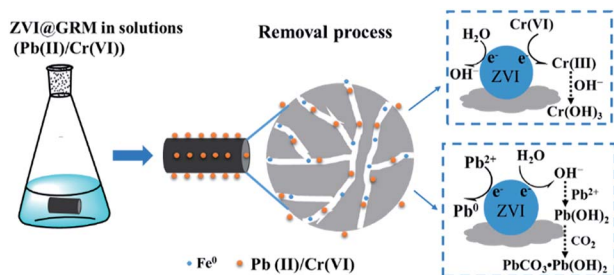 ZVI@GRM in solutions
(Pb(II)/Cr(VI))
Removal process
Fe⁰
Pb (II)/Cr(VI)
Cr(VI)
H₂O
e⁻ e⁻
Cr(III)
ZVI
OH⁻
OH⁻
Cr(OH)₃
Pb²⁺
H₂O
OH⁻
e⁻ e⁻
Pb²⁺
Pb⁰
ZVI
Pb(OH)₂
CO₂
PbCO₃•Pb(OH)₂